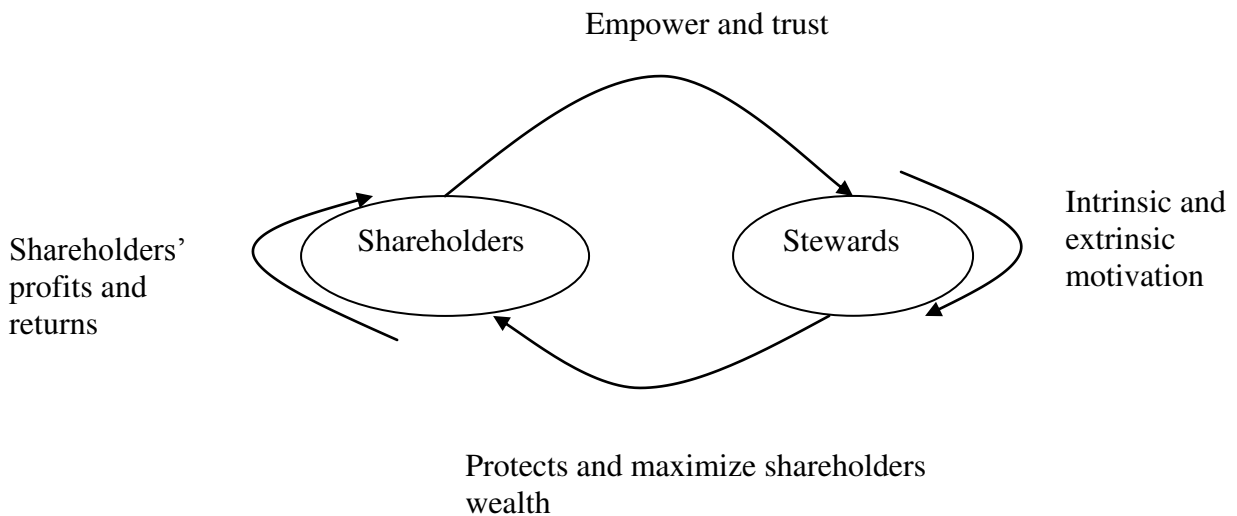 Empower and trust
Shareholders
Stewards
Intrinsic and
extrinsic
motivation
Shareholders’
profits and
returns
Protects and maximize shareholders
wealth